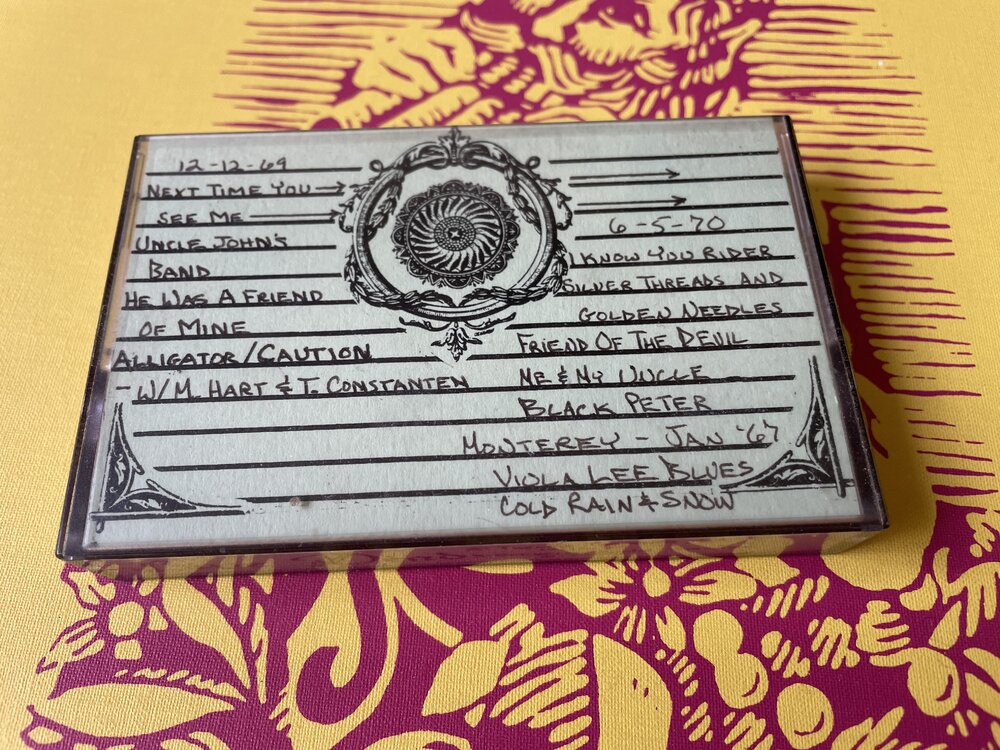 12-12-69
NEXT TIME YOU →
SEE ME →
UNCLE JOHN'S
BAND
HE WAS A FRIEND
OF MINE
ALLIGATOR/CAUTION
- W/M. HART & T. CONSTANTEN
6-5-70
I KNOW YOU RIDER
SILVER THREADS AND
GOLDEN NEEDLES
FRIEND OF THE DEVIL
ME & MY UNCLE
BLACK PETER
MONTEREY - JAN '67
VIOLA LEE BLUES
COLD RAIN & SNOW